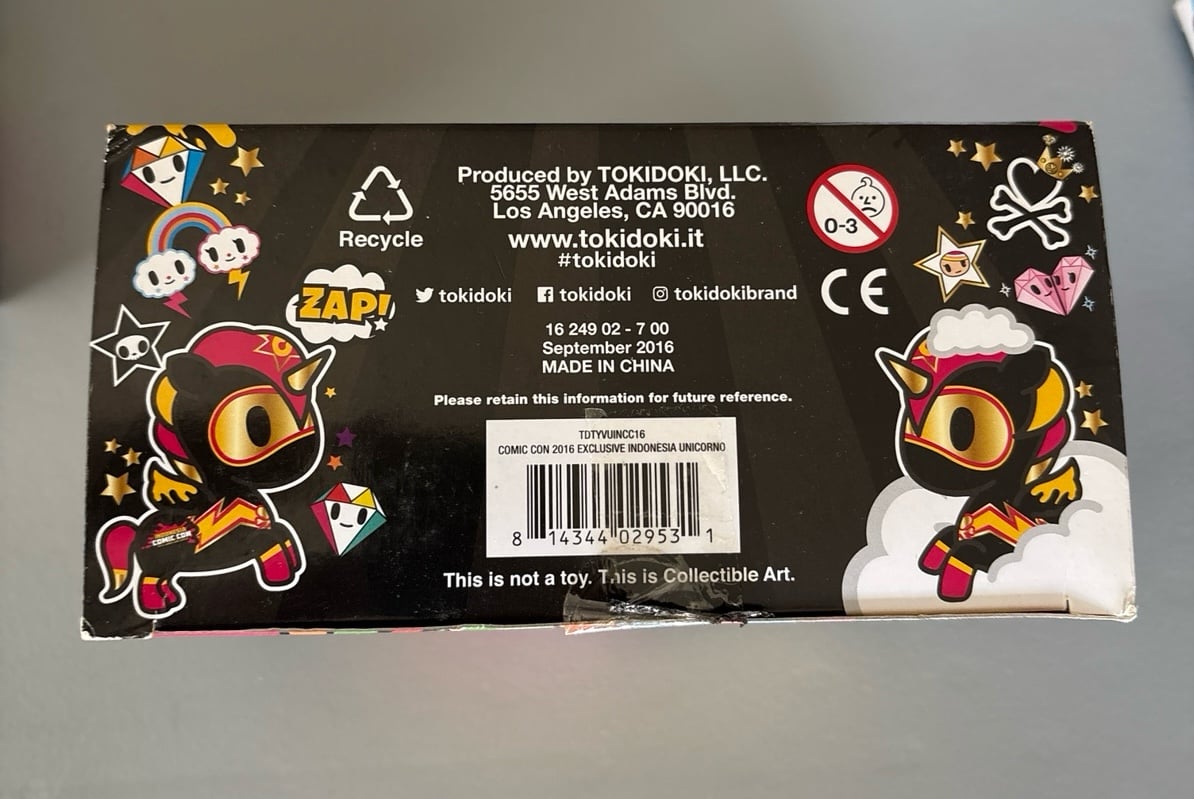 Produced by TOKIDOKI, LLC.
5655 West Adams Blvd.
Los Angeles, CA 90016
Recycle
www.tokidoki.it
#tokidoki
0-3
ZAP!
tokidoki
tokidoki
tokidokibrand
CE
16 249 02 - 7 00
September 2016
MADE IN CHINA
Please retain this information for future reference.
TDTYVUINCC16
COMIC CON 2016 EXCLUSIVE INDONESIA UNICORNO
8 14344 02953 1
INDONESIA
COMIC CON
This is not a toy. This is Collectible Art.